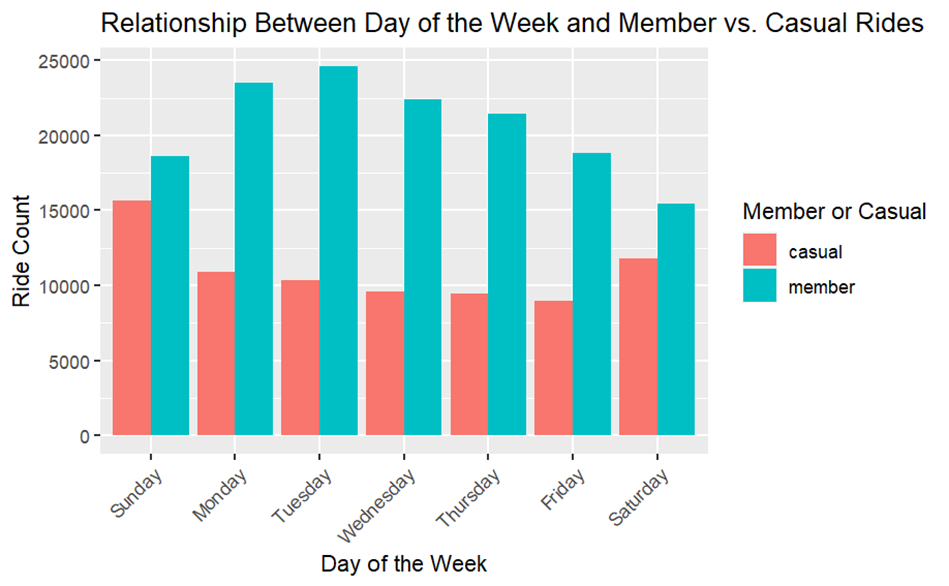 Relationship Between Day of the Week and Member vs. Casual Rides
Ride Count
25000
20000
15000
10000
5000
0
Sunday
Monday
Tuesday
Wednesday
Thursday
Friday
Saturday
Day of the Week
Member or Casual
casual
member